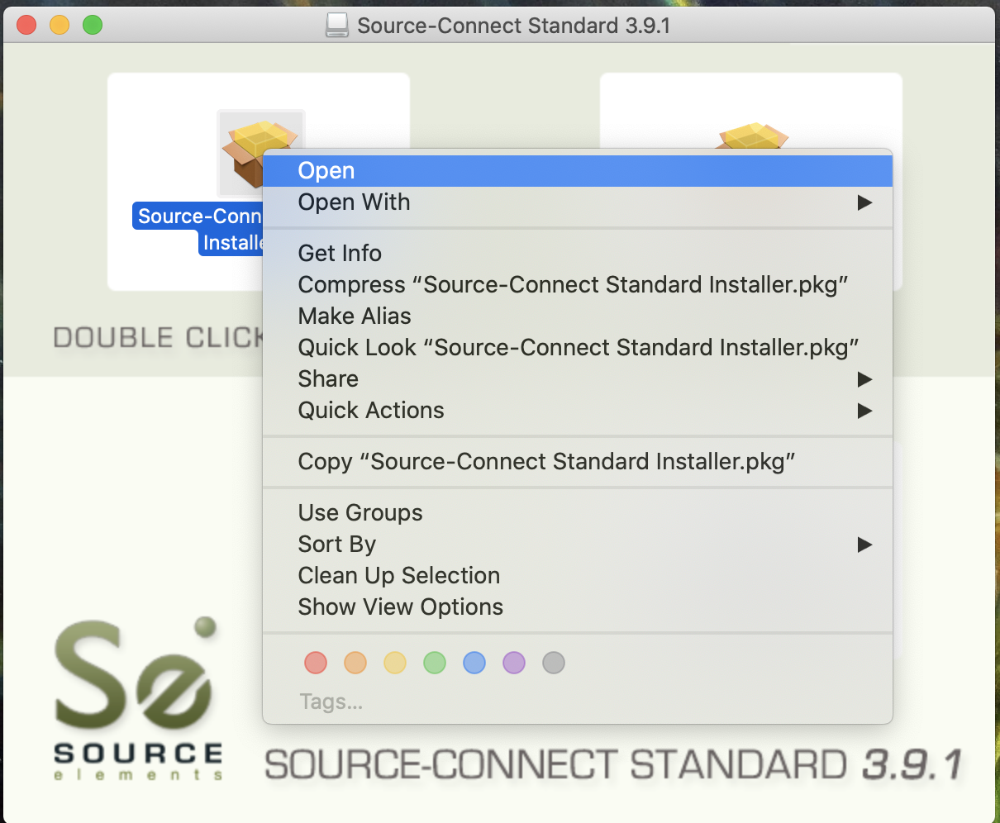 Source-Connect Standard 3.9.1
Open
Open With
Source-Conn
Installe
Get Info
Compress “Source-Connect Standard Installer.pkg”
Make Alias
DOUBLE CLICK
Quick Look “Source-Connect Standard Installer.pkg”
Share
Quick Actions
Copy “Source-Connect Standard Installer.pkg”
Use Groups
Sort By
Clean Up Selection
Show View Options
Tags...
Se
SOURCE
elements
SOURCE-CONNECT STANDARD 3.9.1